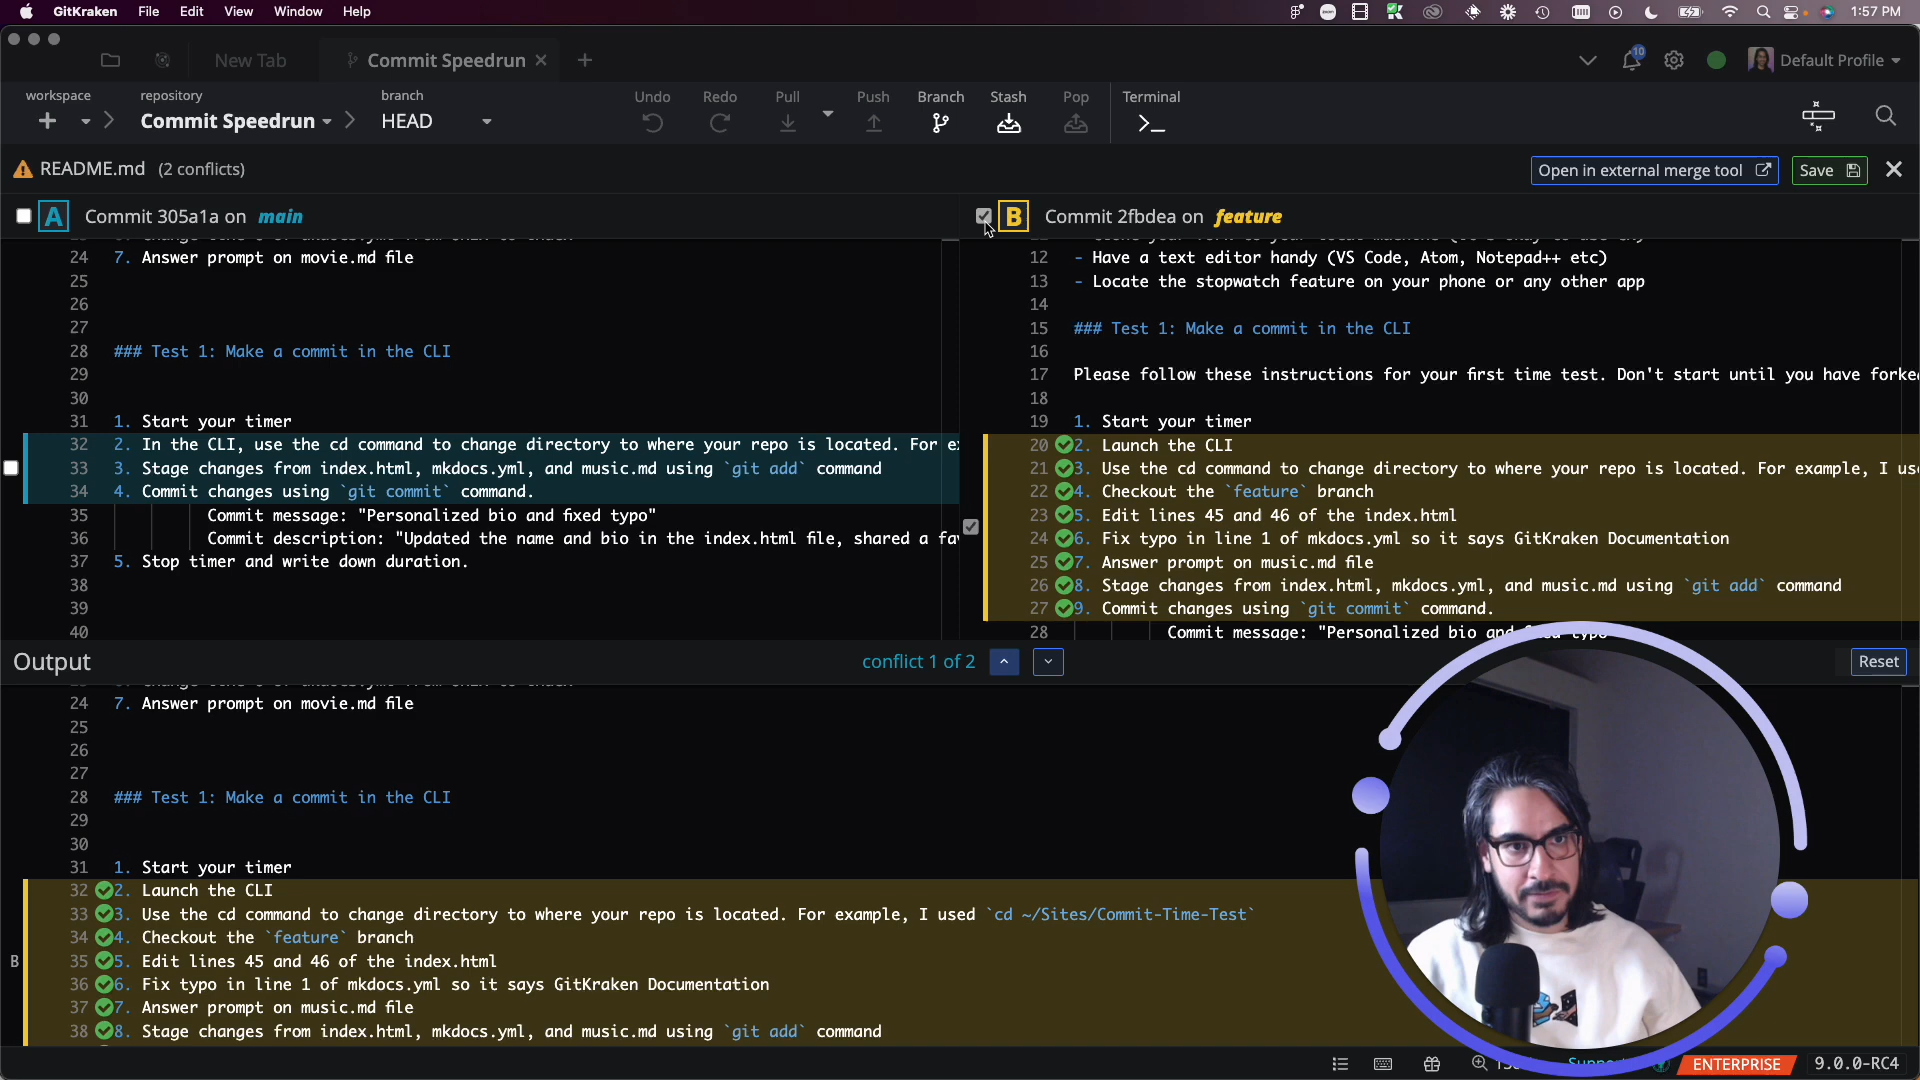 GitKraken File Edit View Window Help 1:57 PM
New Tab Commit Speedrun 10 Default Profile
workspace repository branch Undo Redo Pull Push Branch Stash Pop Terminal
Commit Speedrun HEAD
README.md (2 conflicts) Open in external merge tool Save
A Commit 305a1a on main
24 7. Answer prompt on movie.md file
25
26
27
28 ### Test 1: Make a commit in the CLI
29
30
31 1. Start your timer
32 2. In the CLI, use the cd command to change directory to where your repo is located. For
33 3. Stage changes from index.html, mkdocs.yml, and music.md using `git add` command
34 4. Commit changes using `git commit` command.
35 Commit message: "Personalized bio and fixed typo"
36 Commit description: "Updated the name and bio in the index.html file, shared a
37 5. Stop timer and write down duration.
38
39
40
B Commit 2fbdea on feature
12 - Have a text editor handy (VS Code, Atom, Notepad++ etc)
13 - Locate the stopwatch feature on your phone or any other app
14
15 ### Test 1: Make a commit in the CLI
16
17 Please follow these instructions for your first time test. Don't start until you have
18
19 1. Start your timer
20 2. Launch the CLI
21 3. Use the cd command to change directory to where your repo is located. For example, I
22 4. Checkout the `feature` branch
23 5. Edit lines 45 and 46 of the index.html
24 6. Fix typo in line 1 of mkdocs.yml so it says GitKraken Documentation
25 7. Answer prompt on music.md file
26 8. Stage changes from index.html, mkdocs.yml, and music.md using `git add` command
27 9. Commit changes using `git commit` command.
28 Commit message: "Personalized bio and
Output conflict 1 of 2 Reset
24 7. Answer prompt on movie.md file
25
26
27
28 ### Test 1: Make a commit in the CLI
29
30
31 1. Start your timer
32 2. Launch the CLI
33 3. Use the cd command to change directory to where your repo is located. For example, I used `cd ~/Sites/Commit-Time-Test`
34 4. Checkout the `feature` branch
B 35 5. Edit lines 45 and 46 of the index.html
36 6. Fix typo in line 1 of mkdocs.yml so it says GitKraken Documentation
37 7. Answer prompt on music.md file
38 8. Stage changes from index.html, mkdocs.yml, and music.md using `git add` command
ENTERPRISE 9.0.0-RC4